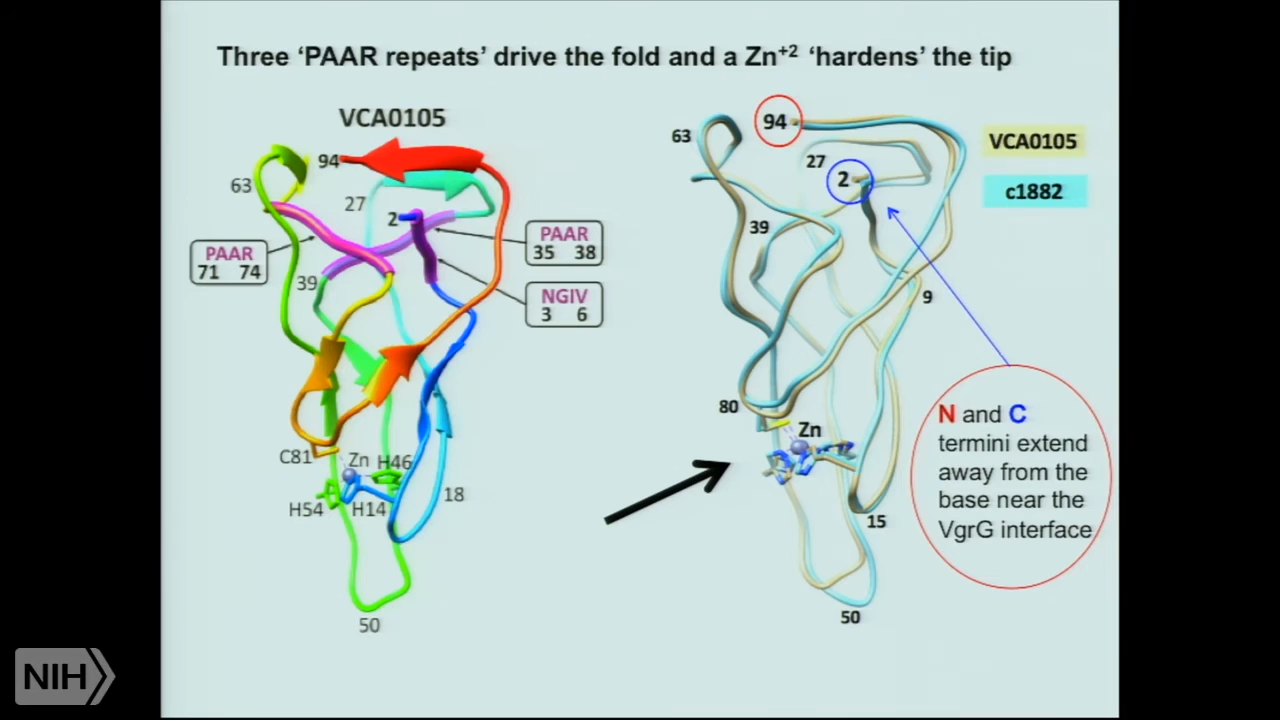 Three ‘PAAR repeats’ drive the fold and a Zn+2 ‘hardens’ the tip
VCA0105
94
63
27
2
PAAR
71 74
39
PAAR
35 38
NGIV
3 6
C81
Zn
H46
H54
H14
18
50
63
94
27
2
39
9
80
Zn
15
50
VCA0105
c1882
N and C
termini extend
away from the
base near the
VgrG interface
NIH